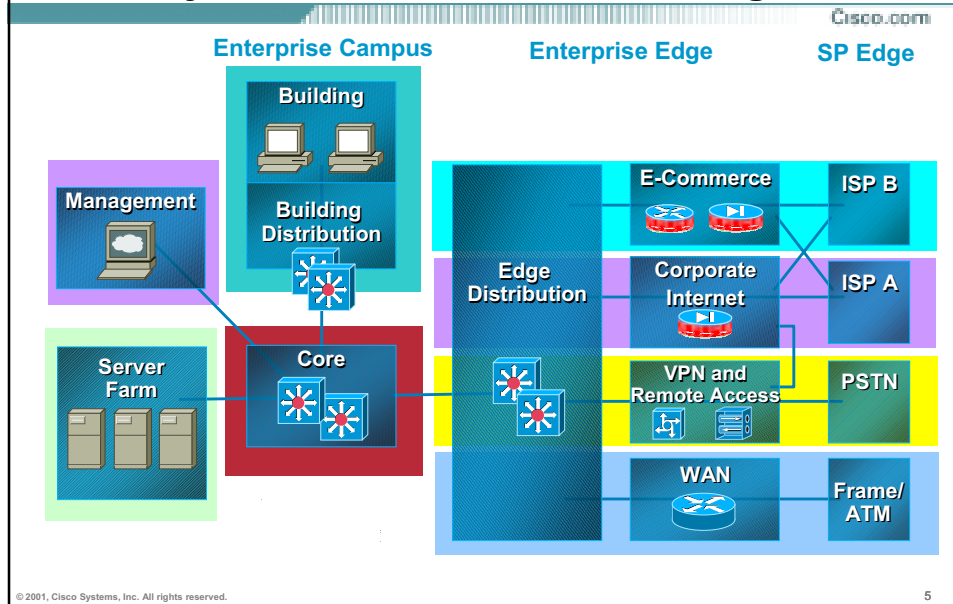 Cisco.com
Enterprise Campus
Enterprise Edge
SP Edge
Building
Building
Distribution
Management
Server
Farm
Core
Edge
Distribution
E-Commerce
ISP B
Corporate
Internet
ISP A
VPN and
Remote Access
PSTN
WAN
Frame/
ATM
© 2001, Cisco Systems, Inc. All rights reserved.
5